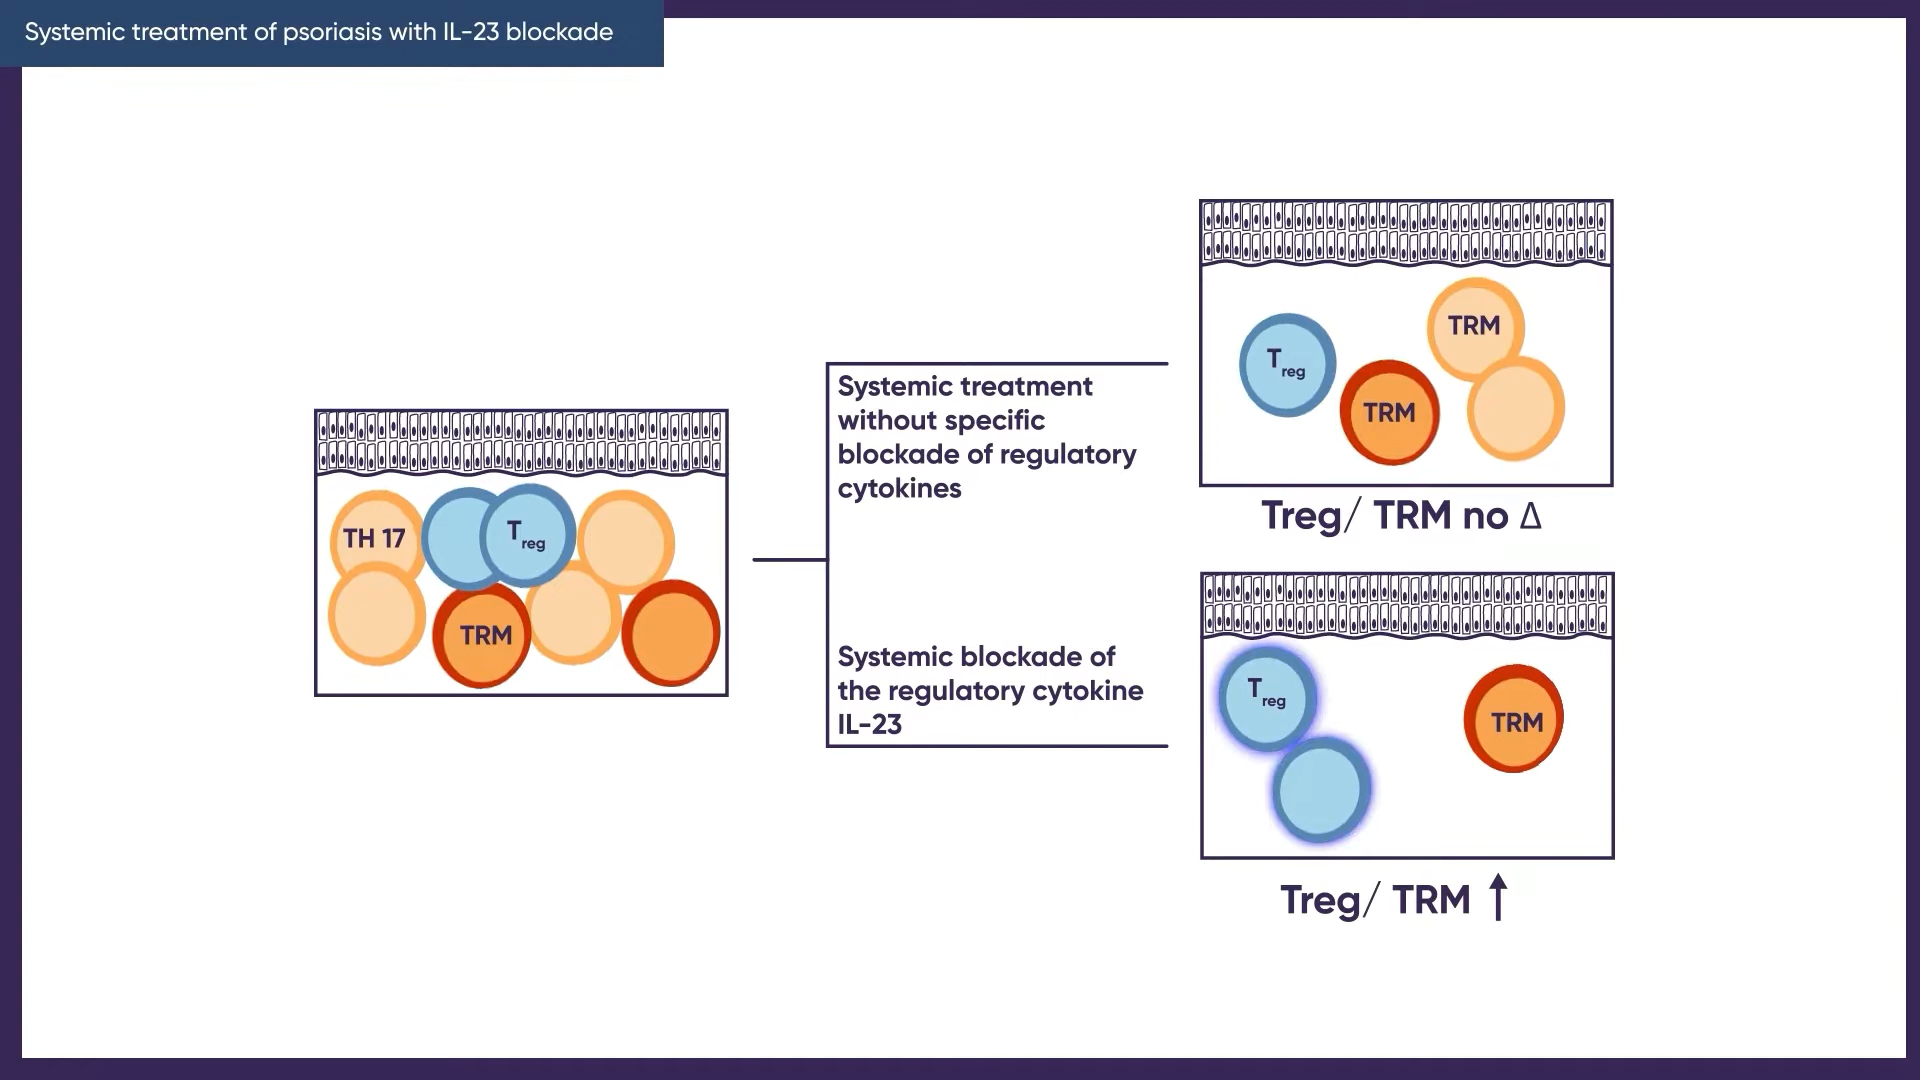 Systemic treatment of psoriasis with IL-23 blockade
TH 17
Treg
TRM
Systemic treatment
without specific
blockade of regulatory
cytokines
Systemic blockade of
the regulatory cytokine
IL-23
TRM
Treg
TRM
Treg/ TRM no Δ
Treg
TRM
Treg/ TRM ↑